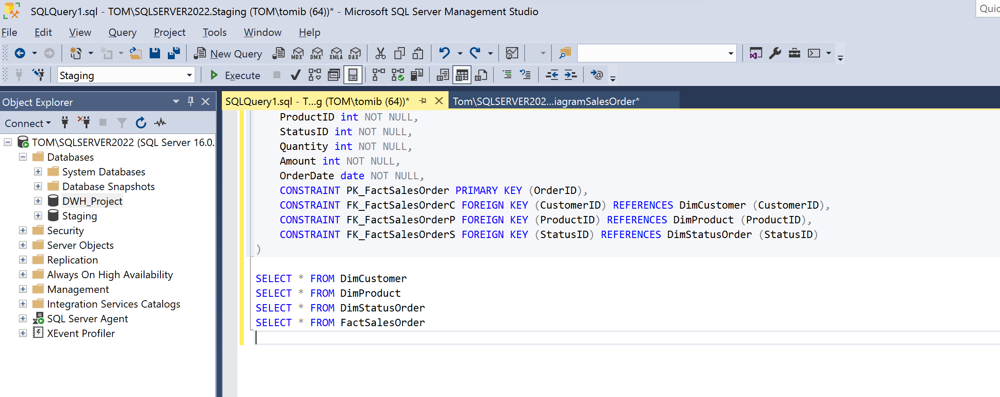 SQLQuery1.sql - TOM\SQLSERVER2022.Staging (TOM\tomib (64))* - Microsoft SQL Server Management Studio
Quic
File Edit View Query Project Tools Window Help
New Query MDX DMX XMLA DAX
Staging Execute
Object Explorer
SQLQuery1.sql - T...g (TOM\tomib (64))* Tom\SQLSERVER202...iagramSalesOrder*
Connect
TOM\SQLSERVER2022 (SQL Server 16.0.
Databases
System Databases
Database Snapshots
DWH_Project
Staging
Security
Server Objects
Replication
Always On High Availability
Management
Integration Services Catalogs
SQL Server Agent
XEvent Profiler
ProductID int NOT NULL,
StatusID int NOT NULL,
Quantity int NOT NULL,
Amount int NOT NULL,
OrderDate date NOT NULL,
CONSTRAINT PK_FactSalesOrder PRIMARY KEY (OrderID),
CONSTRAINT FK_FactSalesOrderC FOREIGN KEY (CustomerID) REFERENCES DimCustomer (CustomerID),
CONSTRAINT FK_FactSalesOrderP FOREIGN KEY (ProductID) REFERENCES DimProduct (ProductID),
CONSTRAINT FK_FactSalesOrderS FOREIGN KEY (StatusID) REFERENCES DimStatusOrder (StatusID)
)
SELECT * FROM DimCustomer
SELECT * FROM DimProduct
SELECT * FROM DimStatusOrder
SELECT * FROM FactSalesOrder